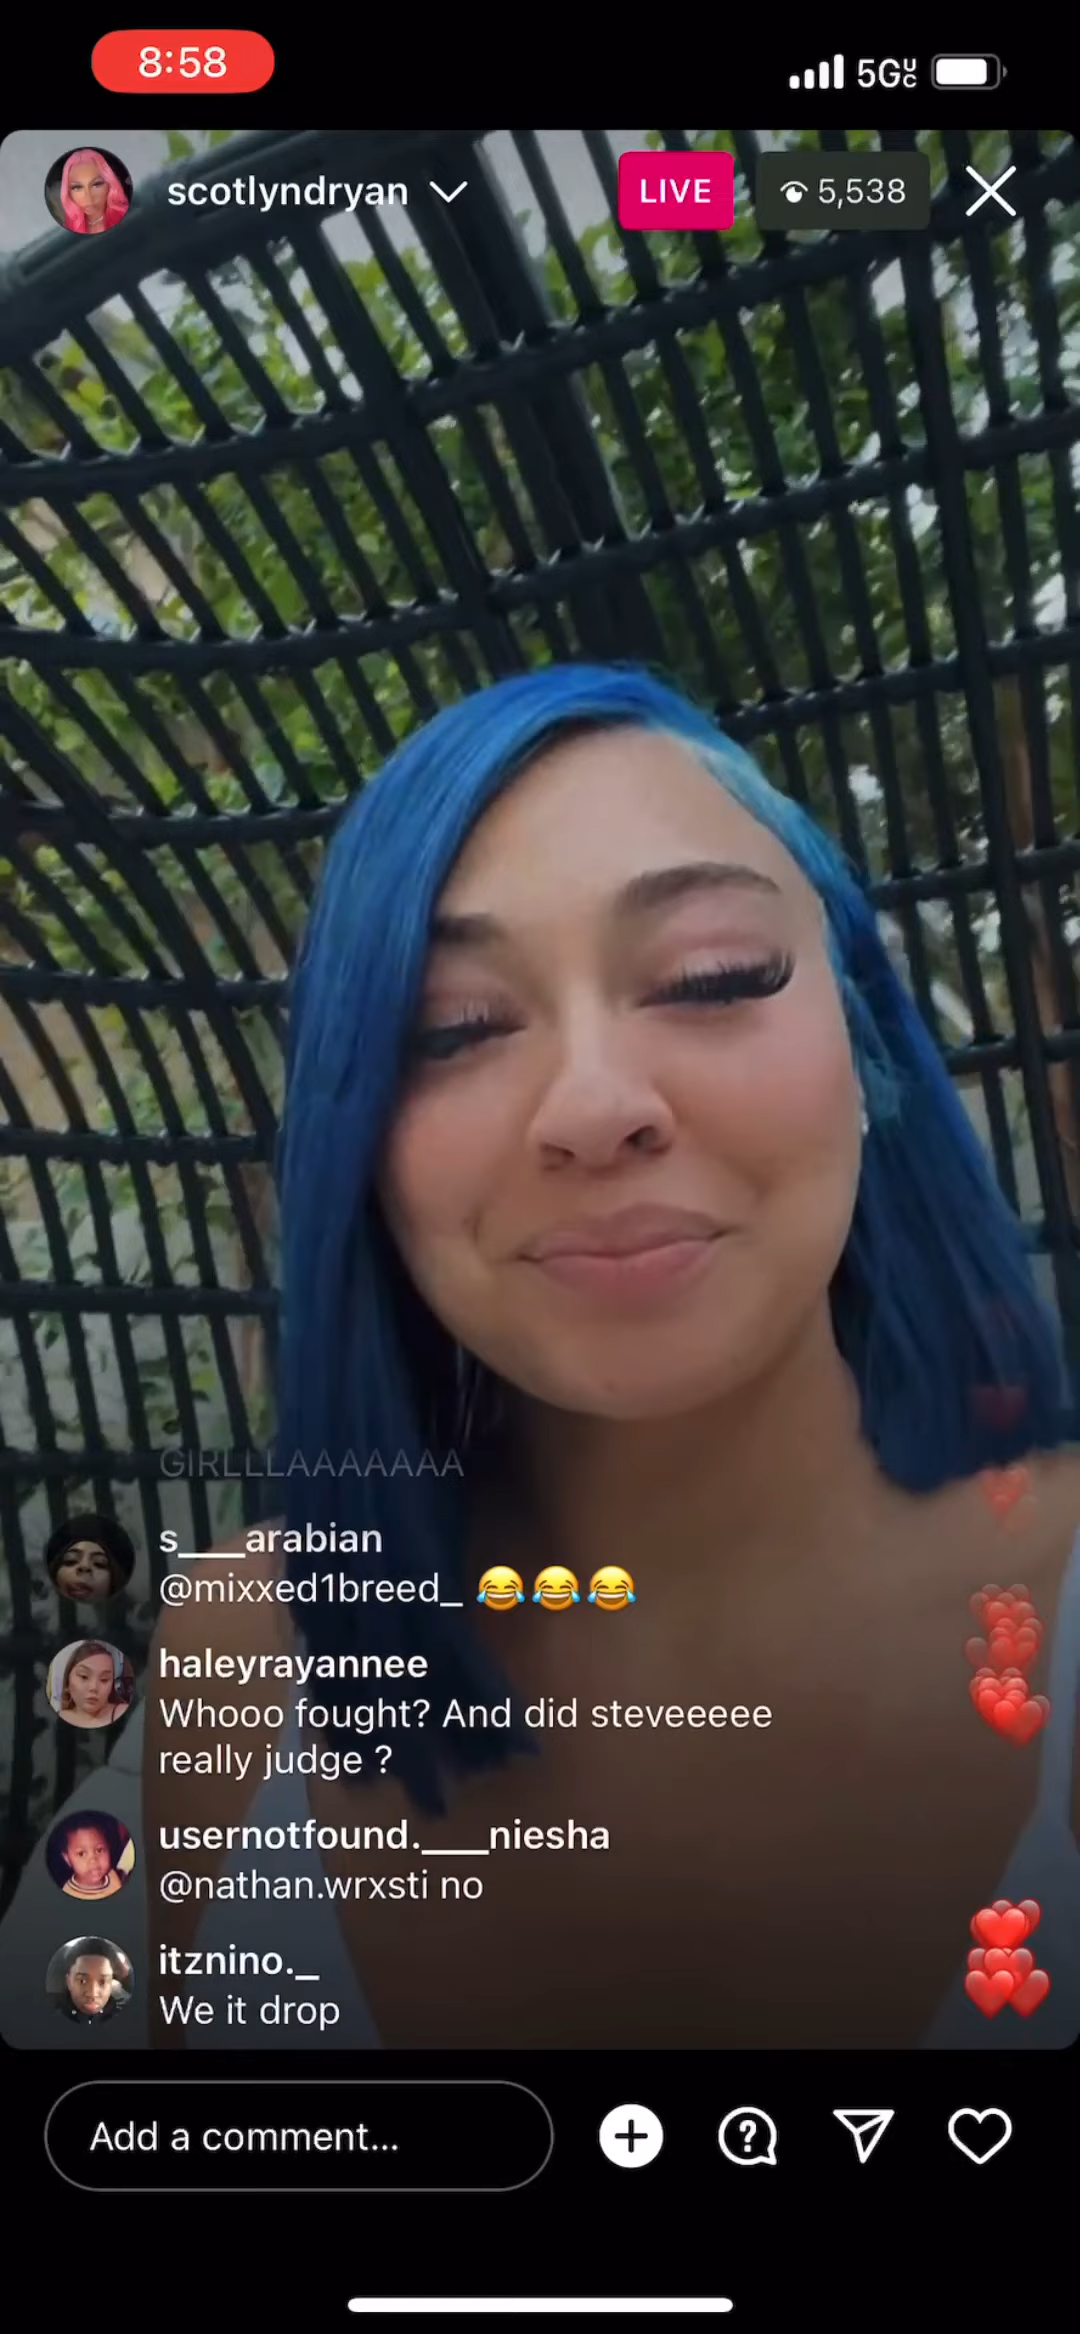 8:58
5G UC
scotlyndryan
LIVE
5,538
GIRLLLAAAAAAA
s___arabian
@mixxed1breed_ 😂😂😂
haleyrayannee
Whooo fought? And did steveeeee
really judge ?
usernotfound.___niesha
@nathan.wrxsti no
itznino._
We it drop
Add a comment...